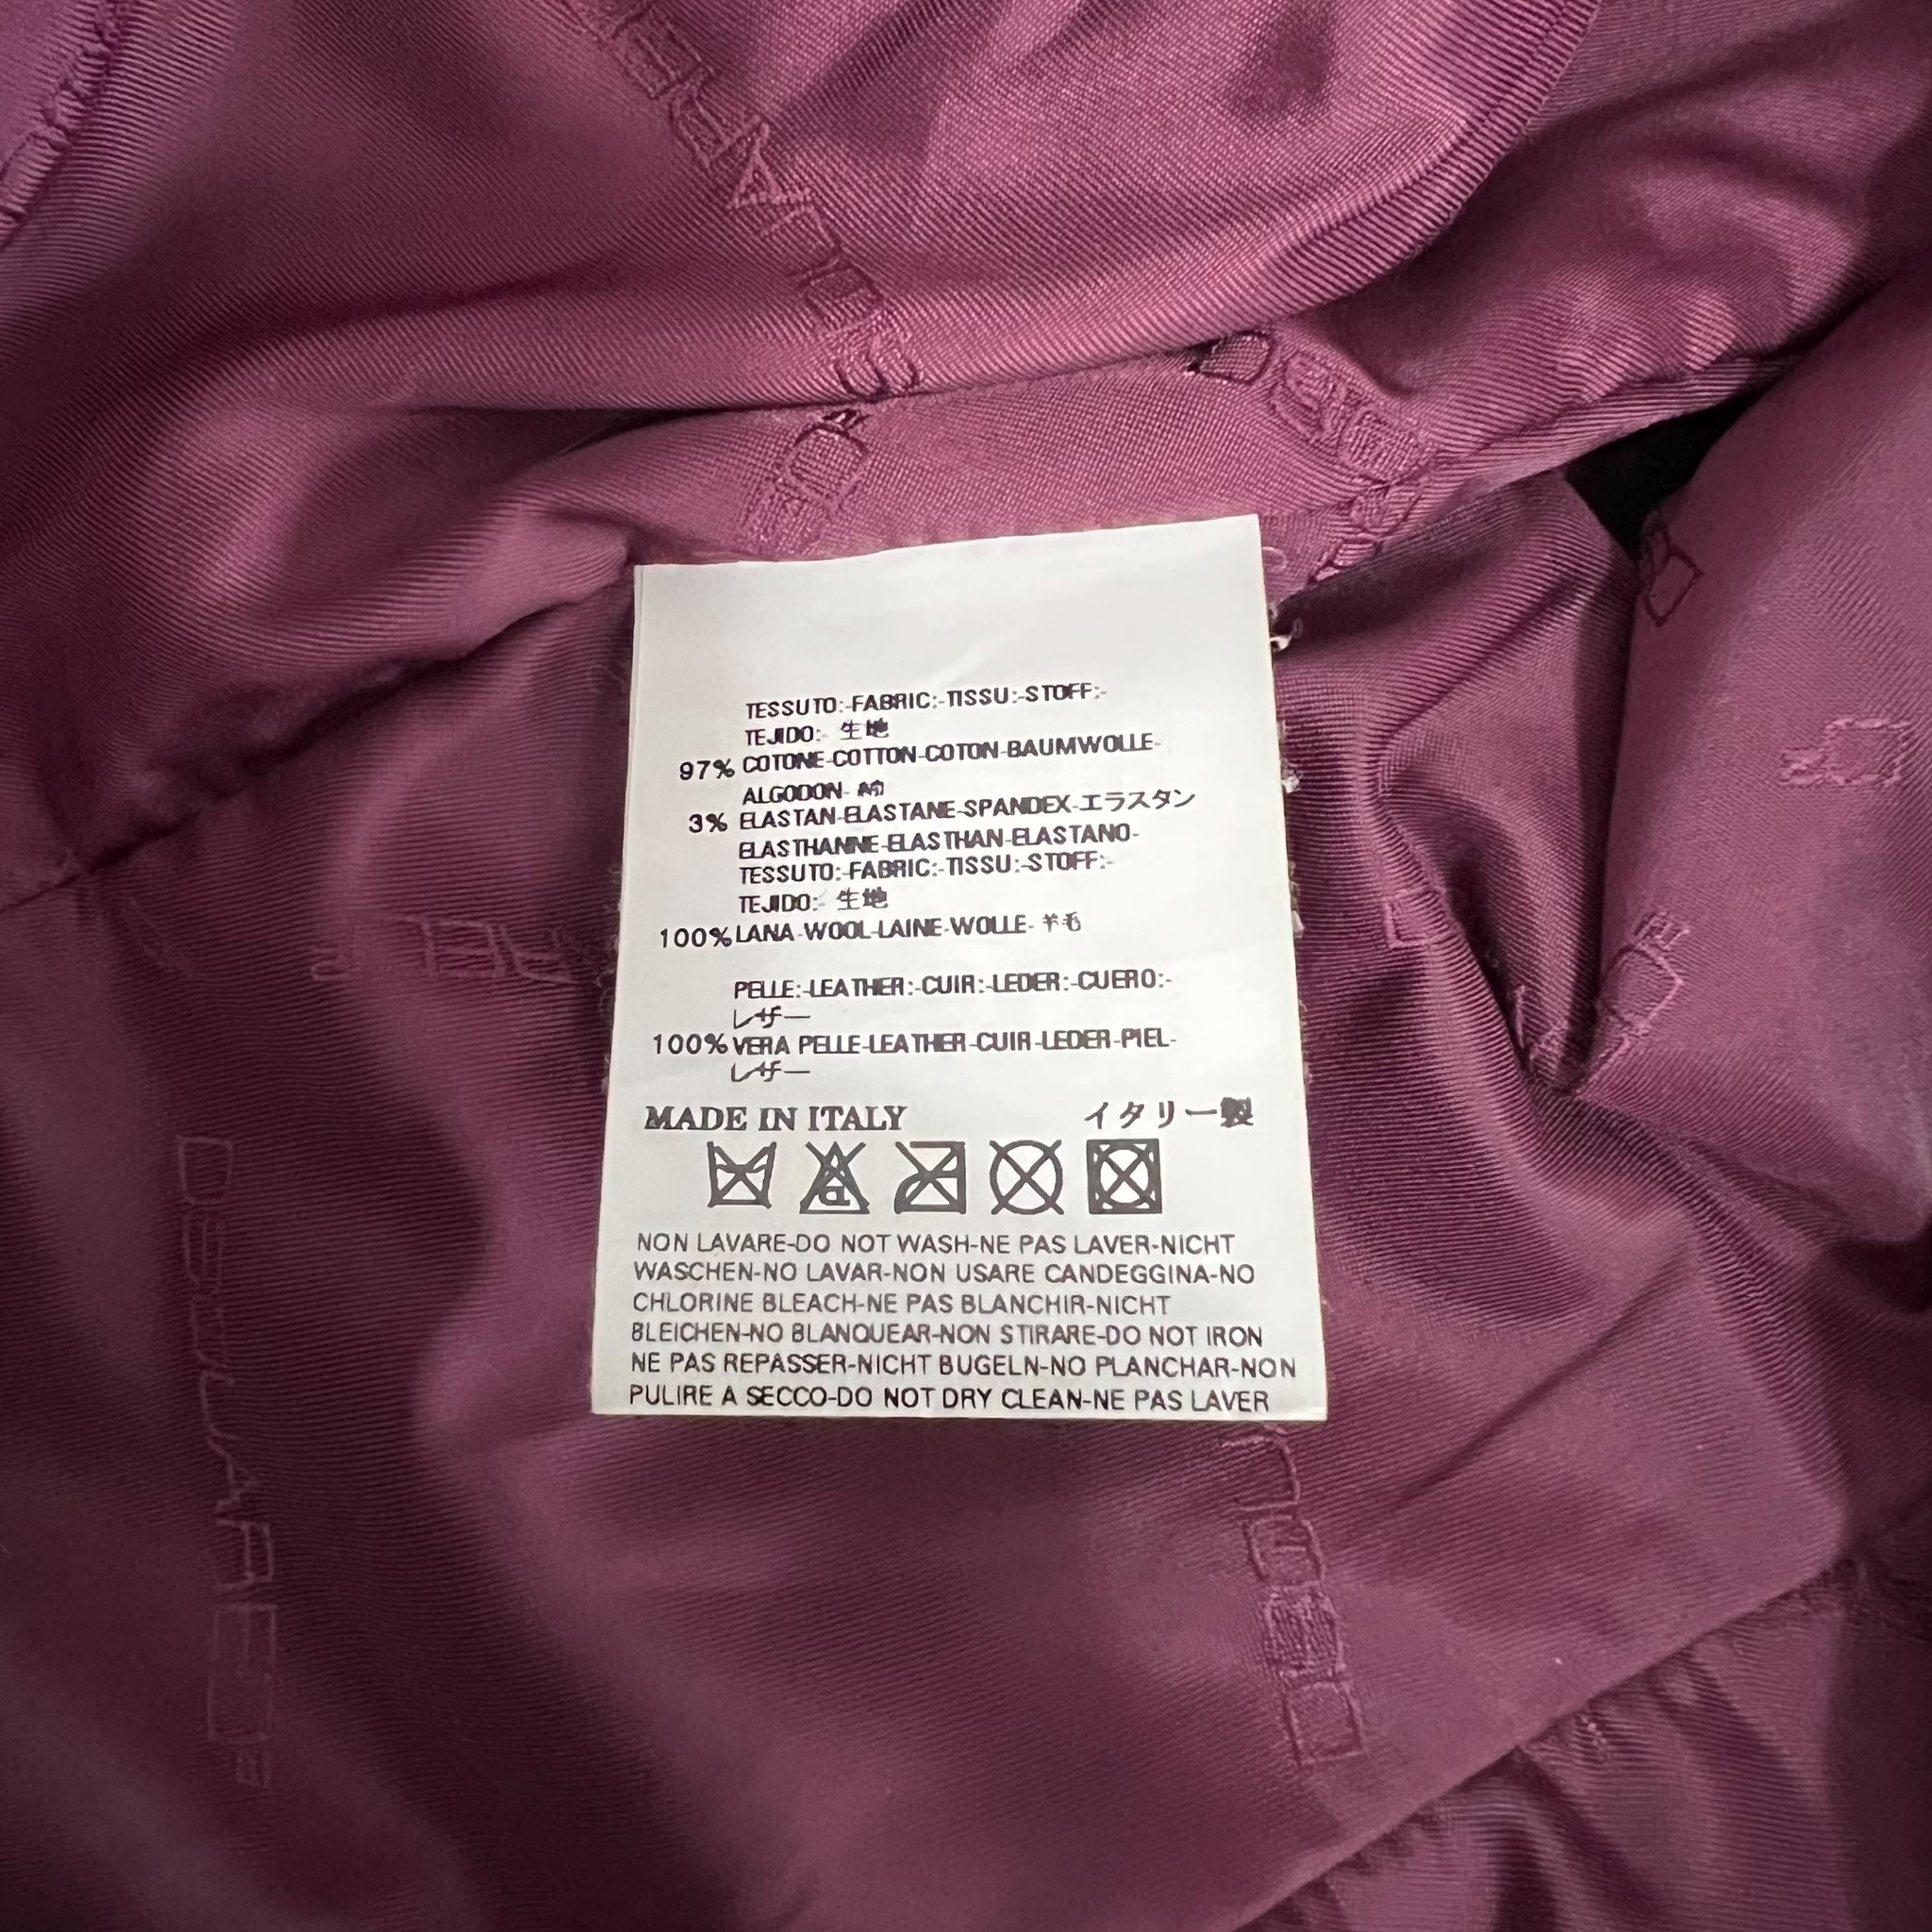 TESSUTO:-FABRIC:-TISSU:-STOFF:-
TEJIDO:- 生地
97% COTONE-COTTON-COTON-BAUMWOLLE-
ALGODON- 綿
3% ELASTAN-ELASTANE-SPANDEX-エラスタン
ELASTHANNE-ELASTHAN-ELASTANO-
TESSUTO:-FABRIC:-TISSU:-STOFF:-
TEJIDO:- 生地
100% LANA-WOOL-LAINE-WOLLE- 羊毛
PELLE:-LEATHER:-CUIR:-LEDER:-CUERO:-
レザー
100% VERA PELLE-LEATHER-CUIR-LEDER-PIEL-
レザー
MADE IN ITALY イタリー製
NON LAVARE-DO NOT WASH-NE PAS LAVER-NICHT
WASCHEN-NO LAVAR-NON USARE CANDEGGINA-NO
CHLORINE BLEACH-NE PAS BLANCHIR-NICHT
BLEICHEN-NO BLANQUEAR-NON STIRARE-DO NOT IRON
NE PAS REPASSER-NICHT BUGELN-NO PLANCHAR-NON
PULIRE A SECCO-DO NOT DRY CLEAN-NE PAS LAVER